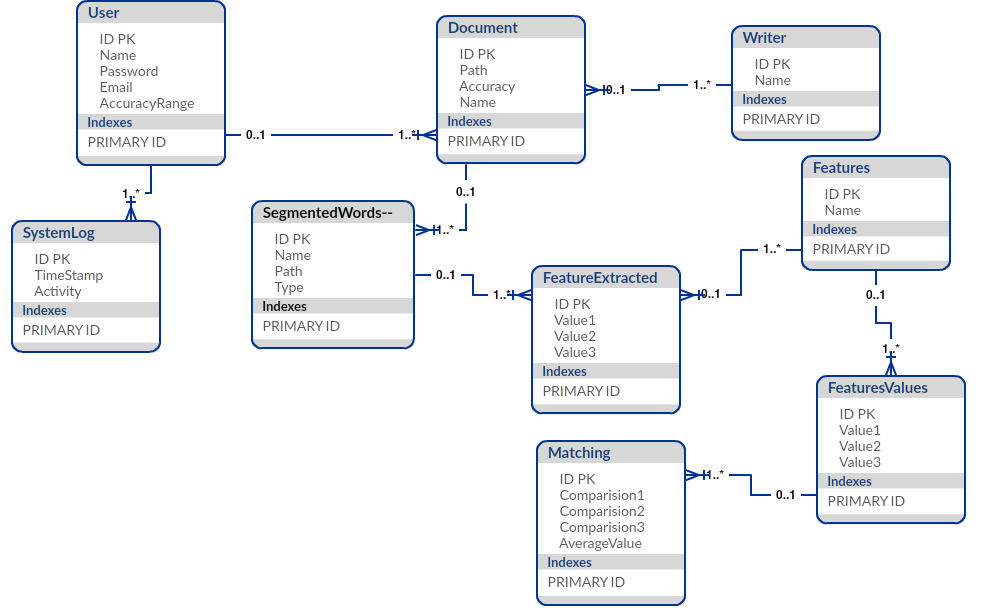 User
ID PK
Name
Password
Email
AccuracyRange
Indexes
PRIMARY ID
0..1
1..*
1..*
SystemLog
ID PK
TimeStamp
Activity
Indexes
PRIMARY ID
Document
ID PK
Path
Accuracy
Name
Indexes
PRIMARY ID
0..1
1..*
Writer
ID PK
Name
Indexes
PRIMARY ID
0..1
1..*
SegmentedWords--
ID PK
Name
Path
Type
Indexes
PRIMARY ID
0..1
1..*
FeatureExtracted
ID PK
Value1
Value2
Value3
Indexes
PRIMARY ID
0..1
1..*
Features
ID PK
Name
Indexes
PRIMARY ID
0..1
1..*
FeaturesValues
ID PK
Value1
Value2
Value3
Indexes
PRIMARY ID
0..1
1..*
Matching
ID PK
Comparision1
Comparision2
Comparision3
AverageValue
Indexes
PRIMARY ID